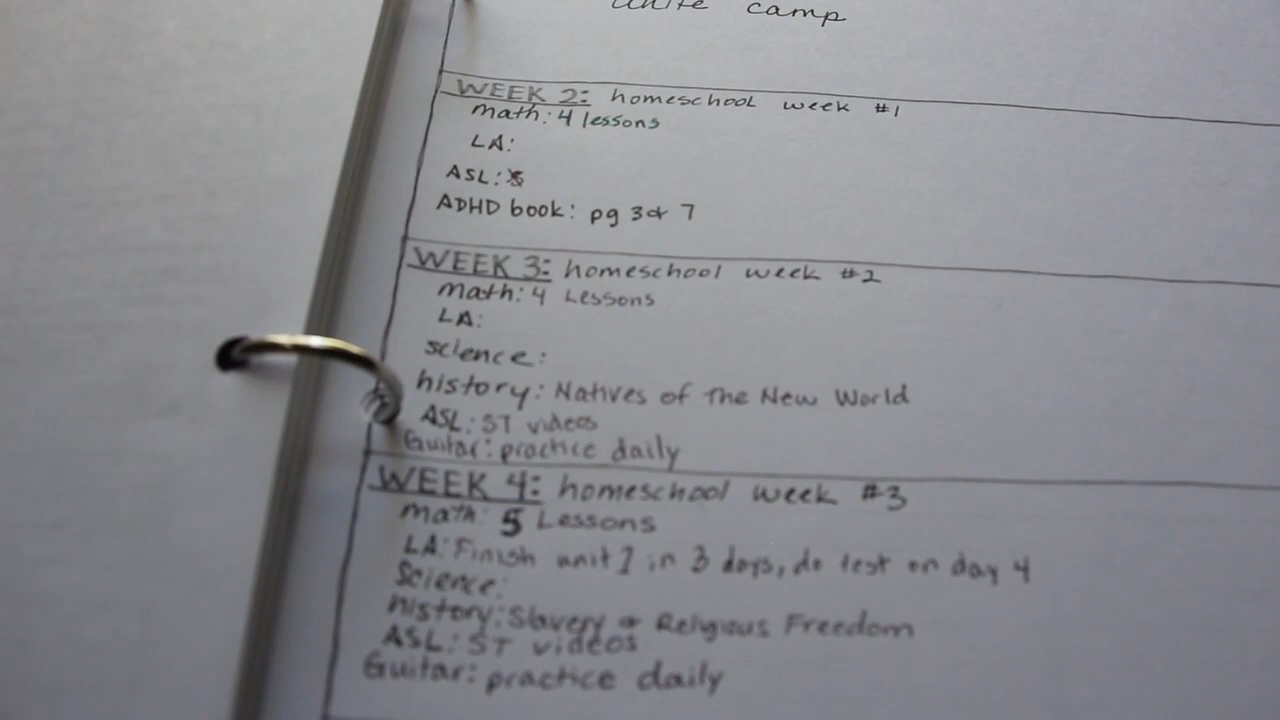 camp
WEEK 2: homeschool week #1
math: 4 lessons
LA:
ASL:
ADHD book: pg 3 & 7
WEEK 3: homeschool week #2
math: 4 Lessons
LA:
science:
history: Natives of The New World
ASL: ST videos
Guitar: practice daily
WEEK 4: homeschool week #3
math: 5 Lessons
LA: Finish unit 1 in 3 days, do test on day 4
Science:
history: Slavery & Religious Freedom
ASL: ST videos
Guitar: practice daily